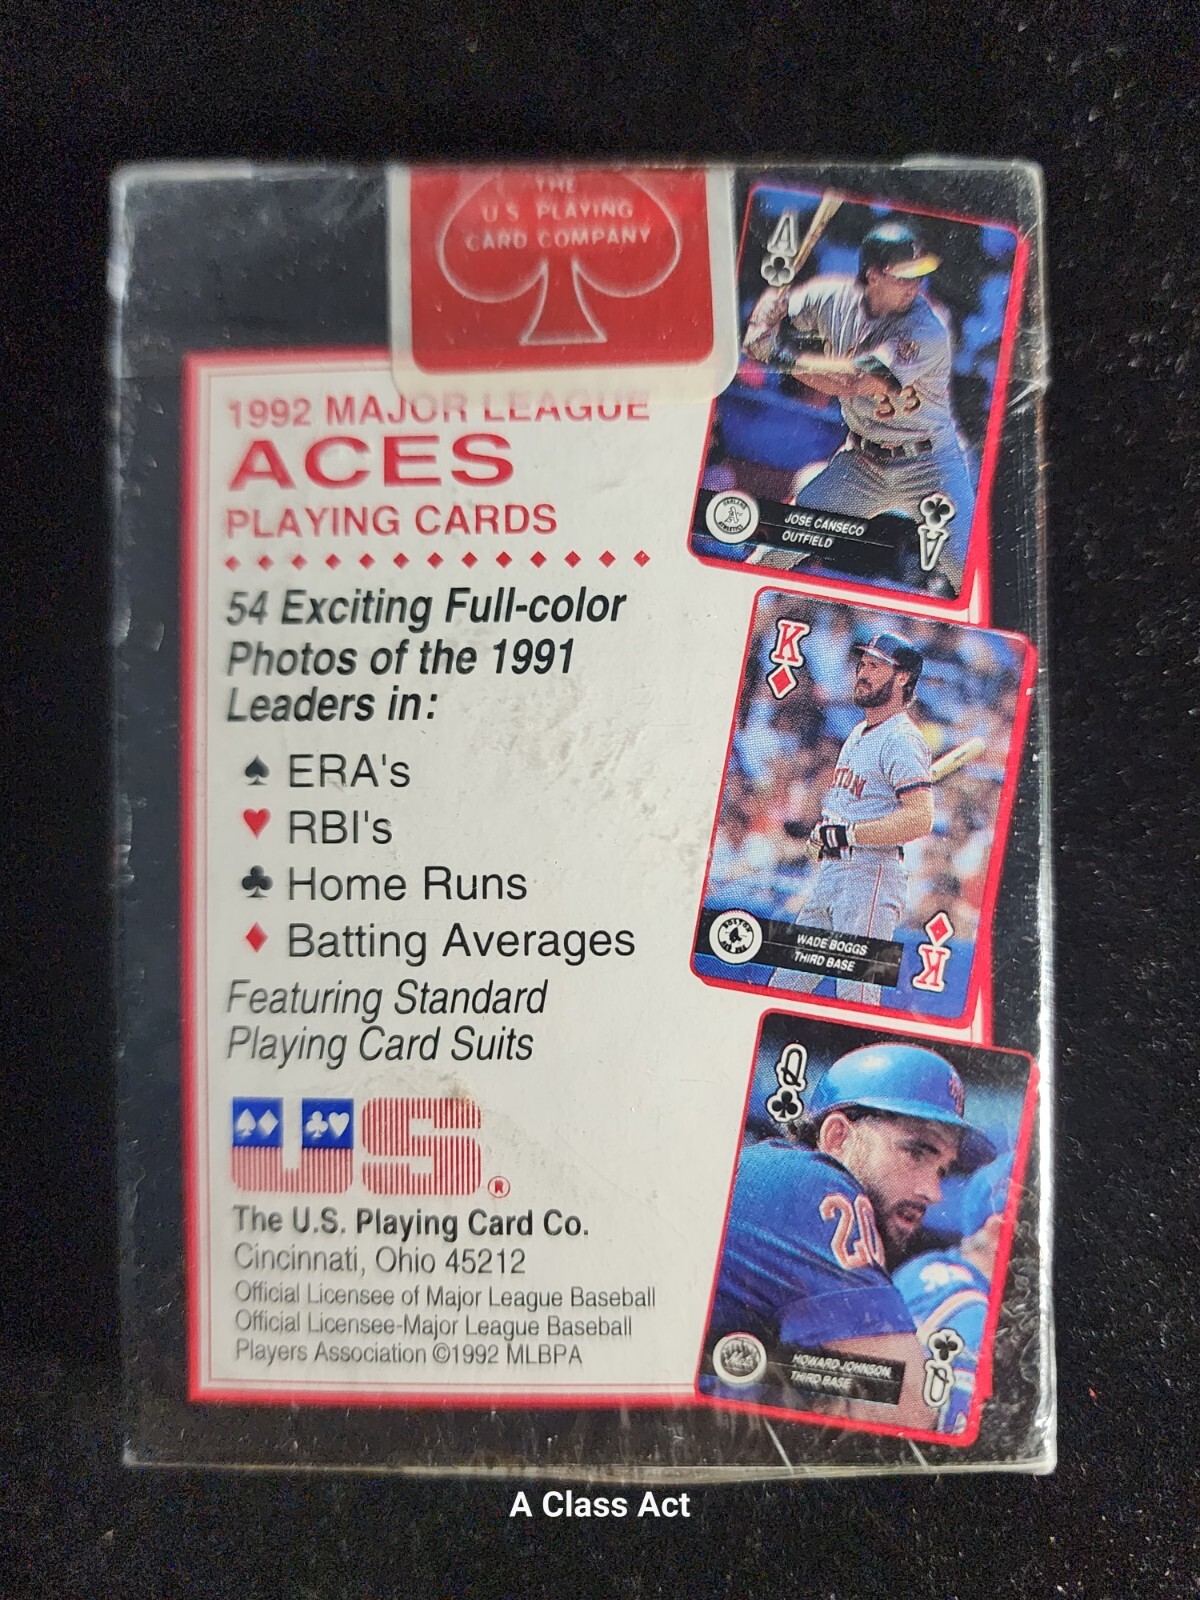 THE
U.S. PLAYING
CARD COMPANY
1992 MAJOR LEAGUE
ACES
PLAYING CARDS
54 Exciting Full-color
Photos of the 1991
Leaders in:
♠ ERA's
♥ RBI's
♣ Home Runs
♦ Batting Averages
Featuring Standard
Playing Card Suits
US®
The U.S. Playing Card Co.
Cincinnati, Ohio 45212
Official Licensee of Major League Baseball
Official Licensee-Major League Baseball
Players Association ©1992 MLBPA
A
33
JOSE CANSECO
OUTFIELD
A
K
STON
WADE BOGGS
THIRD BASE
K
Q
20
HOWARD JOHNSON
THIRD BASE
Q
A Class Act